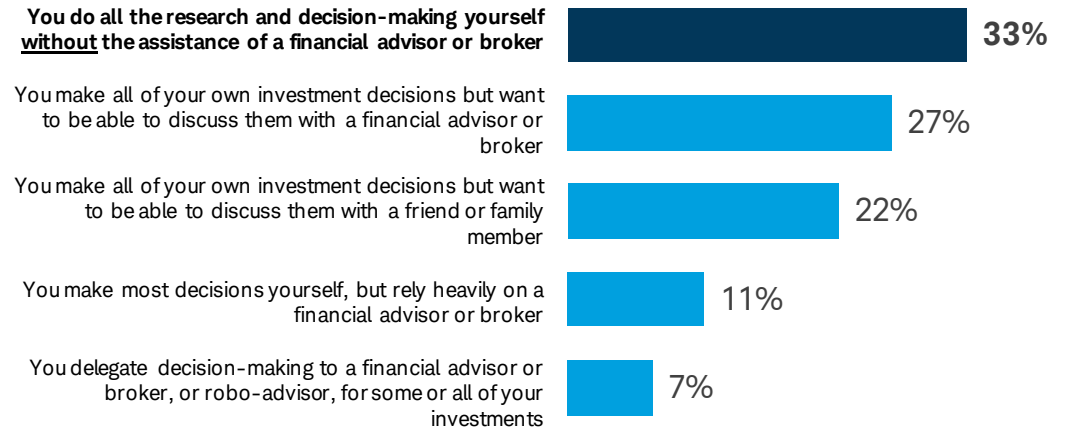 You do all the research and decision-making yourself
without the assistance of a financial advisor or broker
33%
You make all of your own investment decisions but want
to be able to discuss them with a financial advisor or
broker
27%
You make all of your own investment decisions but want
to be able to discuss them with a friend or family
member
22%
You make most decisions yourself, but rely heavily on a
financial advisor or broker
11%
You delegate decision-making to a financial advisor or
broker, or robo-advisor, for some or all of your
investments
7%